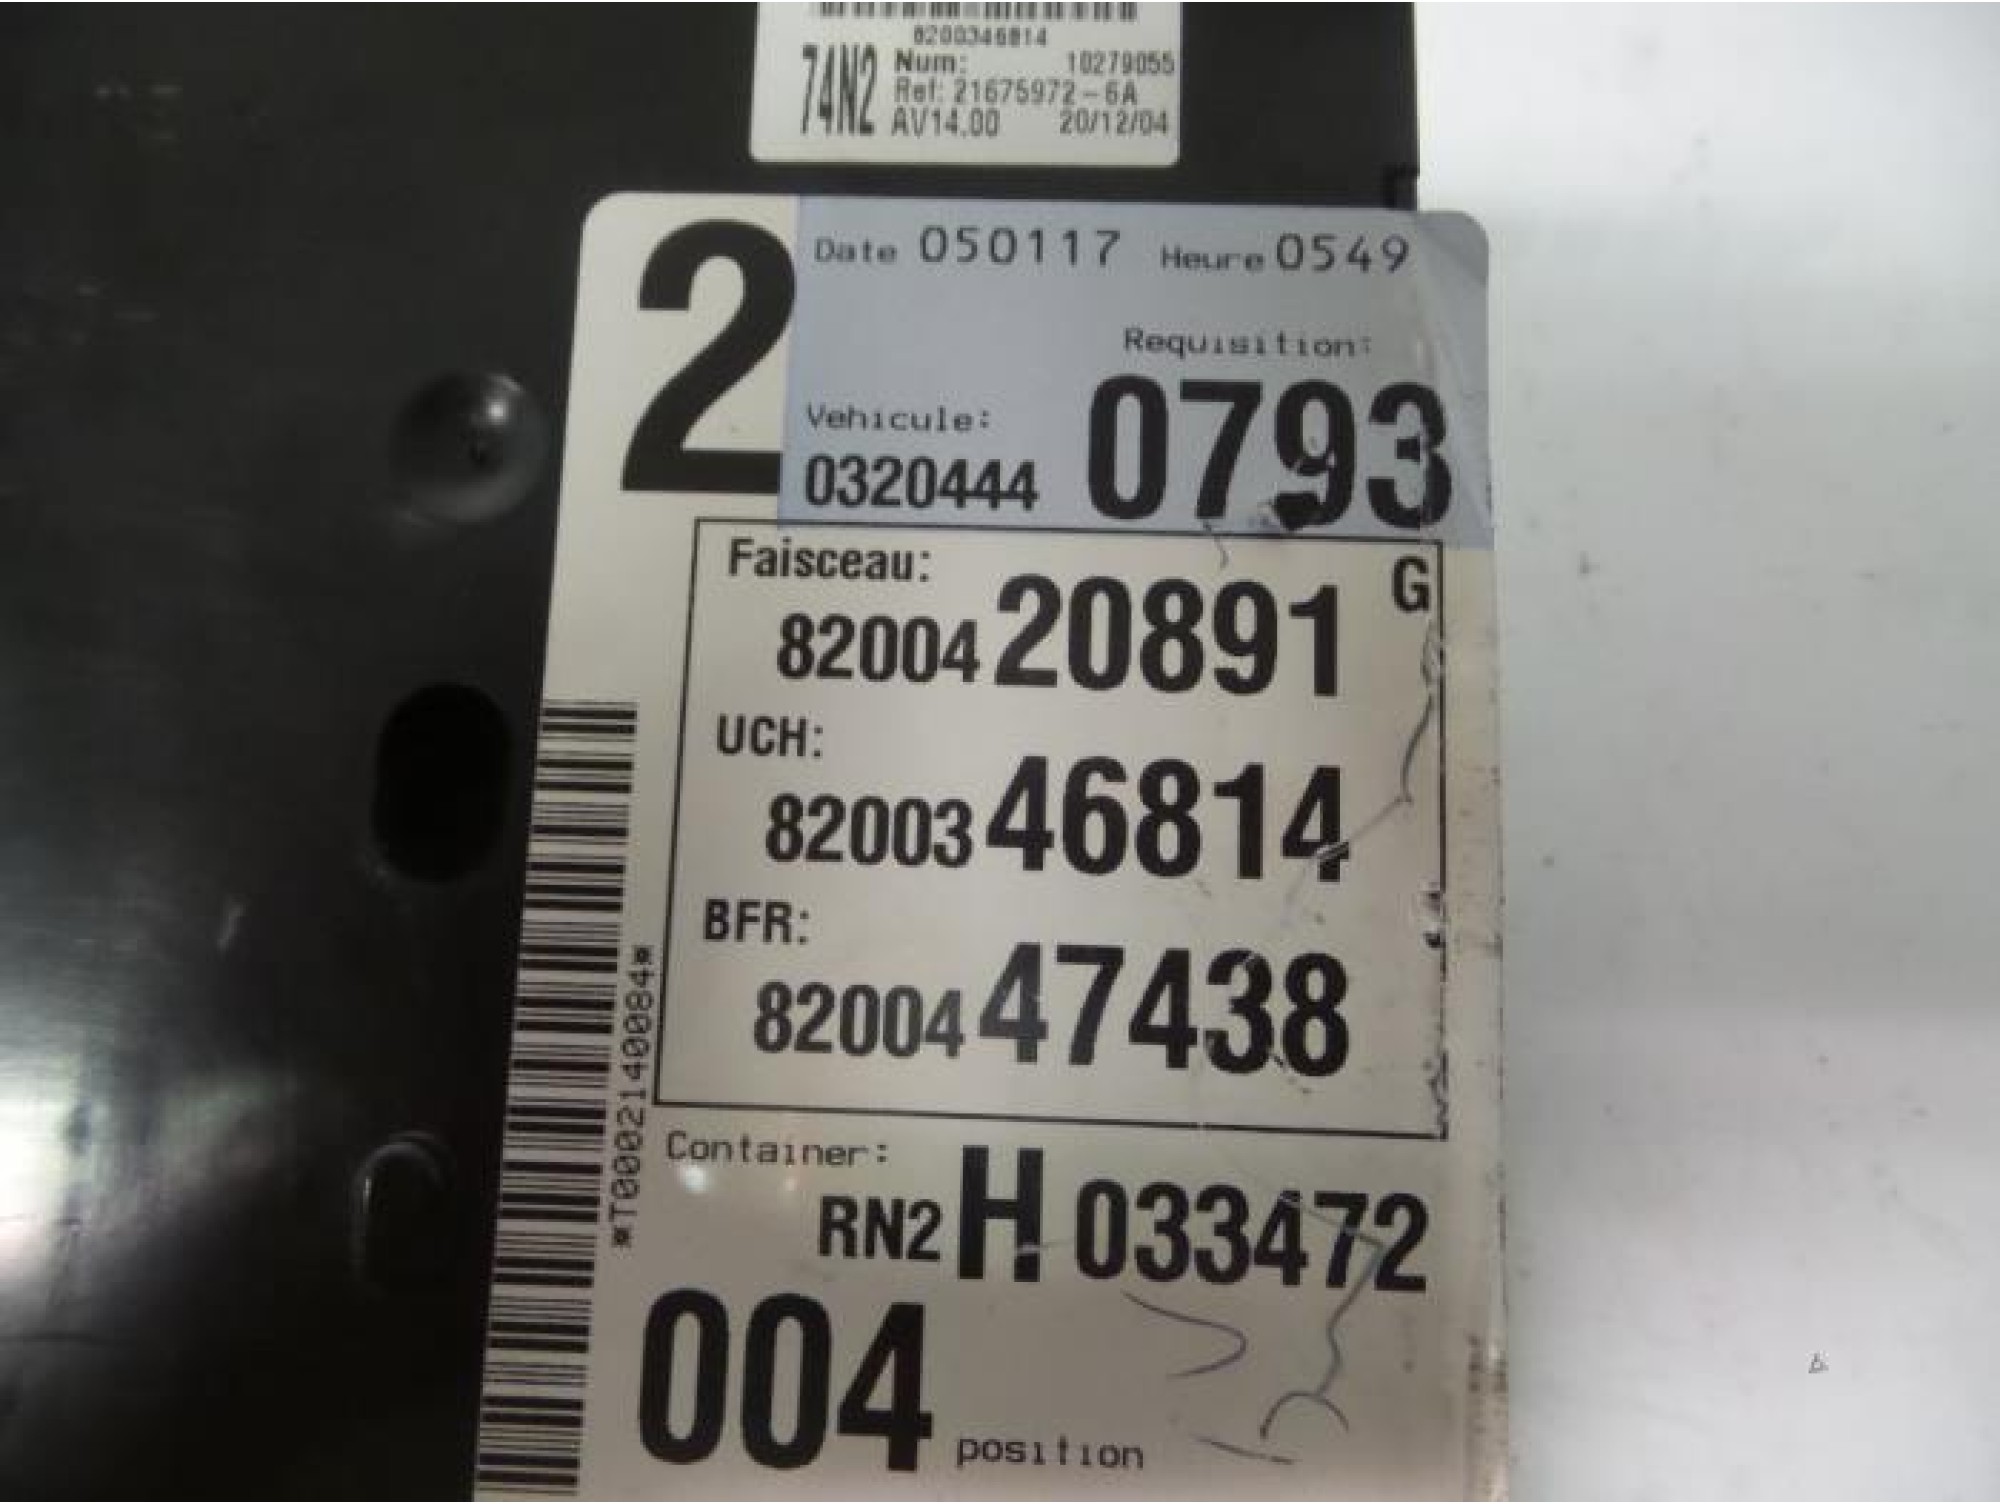 8200346814
74N2
Num: 10279055
Ref: 21675972-6A
AV14.00 20/12/04
2
Date 050117 Heure 0549
Requisition:
Vehicule:
0320444 0793
Faisceau: G
8200420891
UCH:
8200346814
BFR:
8200447438
*T0002140084*
Container:
RN2 H 033472
004 position